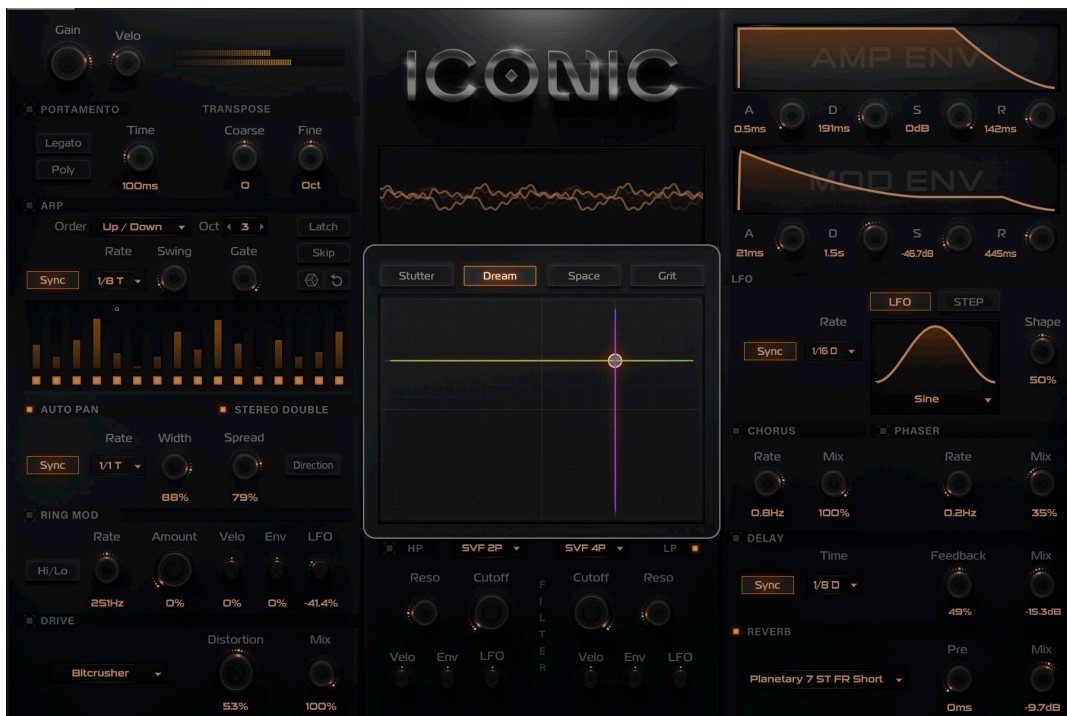 Gain
Velo
PORTAMENTO
TRANSPOSE
Legato
Poly
Time
Coarse
Fine
100ms
0
0ct
ARP
Order
Up / Down
Oct
3
Latch
Rate
Swing
Gate
Skip
Sync
1/8 T
AUTO PAN
STEREO DOUBLE
Rate
Width
Spread
Sync
1/1 T
Direction
88%
79%
RING MOD
Rate
Amount
Velo
Env
LFO
Hi/Lo
251Hz
0%
0%
0%
-41.4%
DRIVE
Distortion
Mix
Bitcrusher
53%
100%
ICONIC
Stutter
Dream
Space
Grit
HP
SVF 2P
SVF 4P
LP
Reso
Cutoff
Cutoff
Reso
FILTER
Velo
Env
LFO
Velo
Env
LFO
AMP ENV
A
D
S
R
0.5ms
191ms
0dB
142ms
MOD ENV
A
D
S
R
21ms
1.5s
-46.7dB
445ms
LFO
LFO
STEP
Rate
Shape
Sync
1/16 D
50%
Sine
CHORUS
PHASER
Rate
Mix
Rate
Mix
0.8Hz
100%
0.2Hz
35%
DELAY
Time
Feedback
Mix
Sync
1/8 D
49%
-15.3dB
REVERB
Pre
Mix
Planetary 7 ST FR Short
0ms
-9.7dB